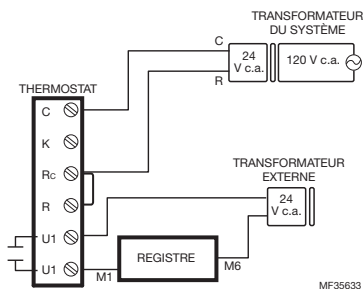 TRANSFORMATEUR
DU SYSTÈME
C
24
V c.a.
120 V c.a.
R
THERMOSTAT
C
K
RC
R
U1
U1
TRANSFORMATEUR
EXTERNE
24
V c.a.
REGISTRE
M1
M6
MF35633